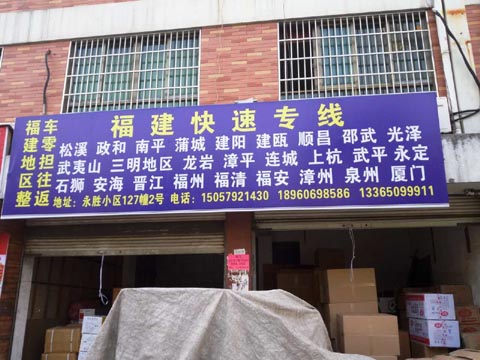 福建快速专线
福车
建零
地担
区往
整返
松溪 政和 南平 蒲城 建阳 建瓯 顺昌 邵武 光泽
武夷山 三明地区 龙岩 漳平 连城 上杭 武平 永定
石狮 安海 晋江 福州 福清 福安 漳州 泉州 厦门
地址：永胜小区127幢2号 电话：15057921430 18960698586 13365099911